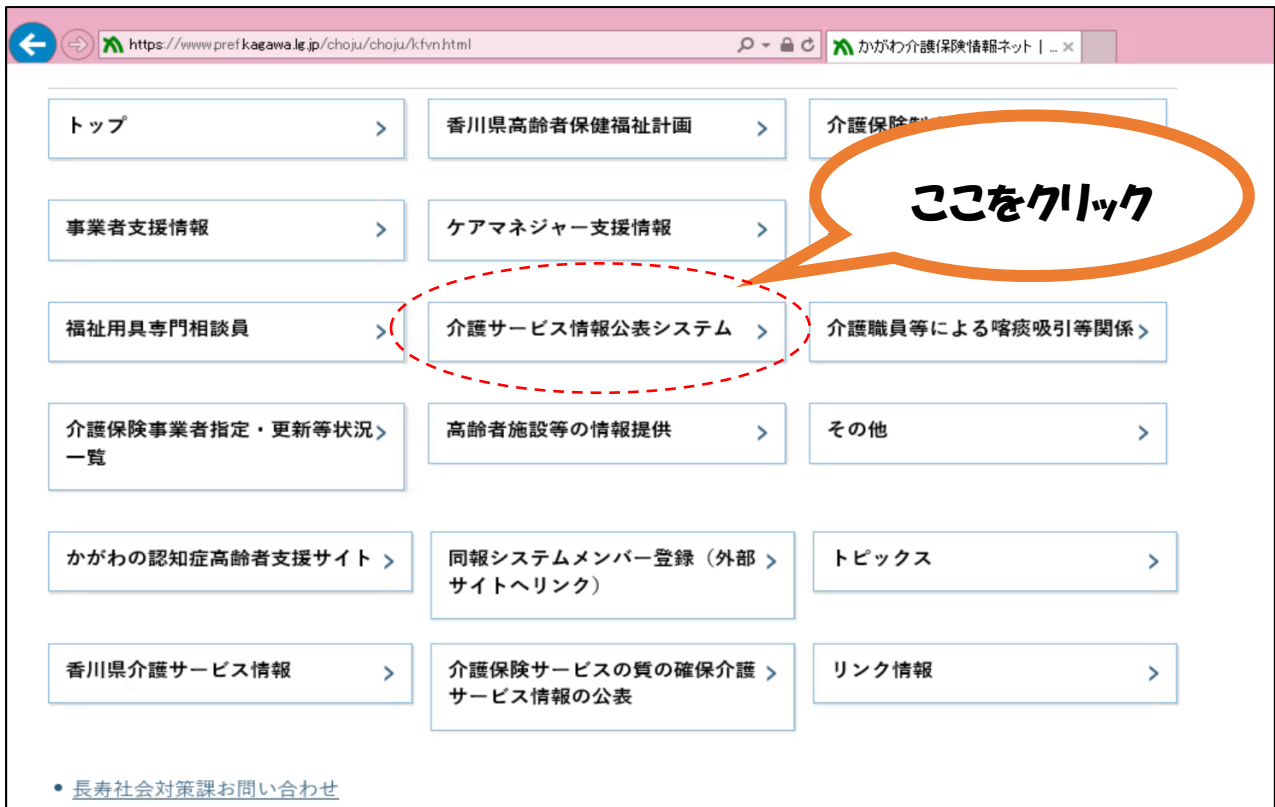 https://www.pref.kagawa.lg.jp/choju/choju/kfvn.html
かがわ介護保険情報ネット | ...
トップ
香川県高齢者保健福祉計画
介護保険制
事業者支援情報
ケアマネジャー支援情報
ここをクリック
福祉用具専門相談員
介護サービス情報公表システム
介護職員等による喀痰吸引等関係
介護保険事業者指定・更新等状況
一覧
高齢者施設等の情報提供
その他
かがわの認知症高齢者支援サイト
同報システムメンバー登録（外部
サイトへリンク）
トピックス
香川県介護サービス情報
介護保険サービスの質の確保介護
サービス情報の公表
リンク情報
• 長寿社会対策課お問い合わせ